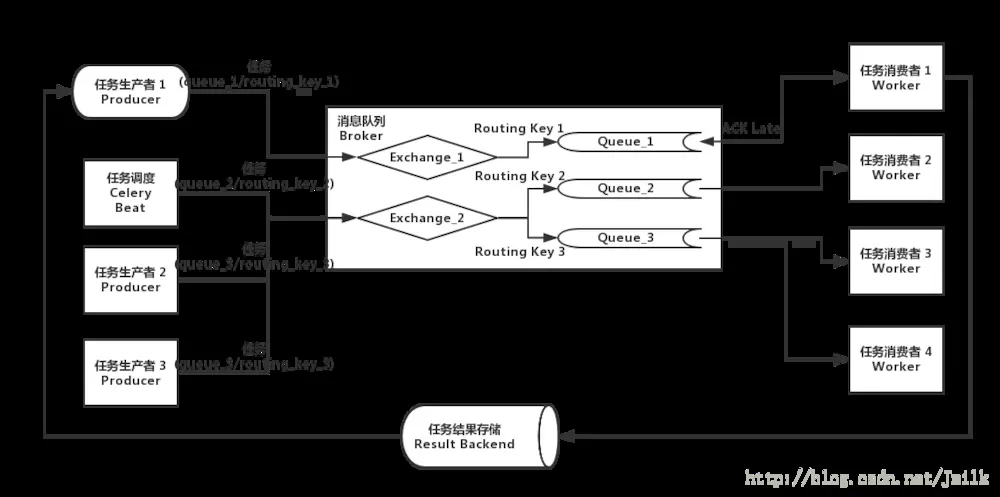 任务生产者 1
Producer
任务
(queue_1/routing_key_1)
任务调度
Celery
Beat
任务
(queue_2/routing_key_2)
任务生产者 2
Producer
任务
(queue_3/routing_key_3)
任务生产者 3
Producer
任务
(queue_3/routing_key_3)
消息队列
Broker
Exchange_1
Exchange_2
Routing Key 1
Queue_1
Routing Key 2
Queue_2
Queue_3
Routing Key 3
ACK Late
任务消费者 1
Worker
任务消费者 2
Worker
任务消费者 3
Worker
任务消费者 4
Worker
任务结果存储
Result Backend
http://blog.csdn.net/Jmilk